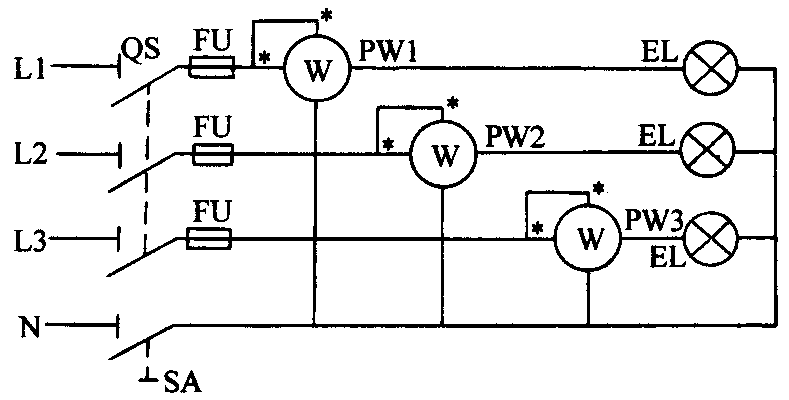 QS FU * * W PW1 EL
L1
FU * * W PW2 EL
L2
FU * * W PW3 EL
L3
N
SA